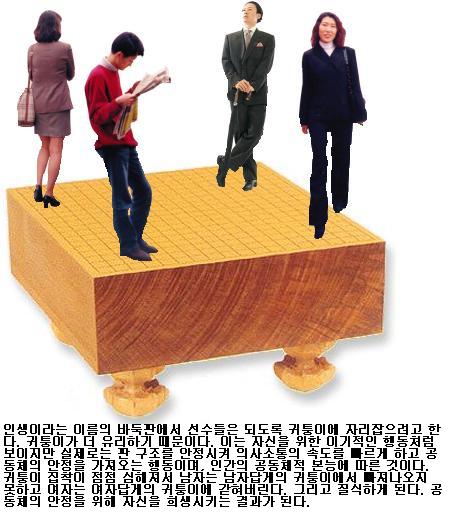 인생이라는 이름의 바둑판에서 선수들은 되도록 귀퉁이에 자리잡으려고 한
다. 귀퉁이가 더 유리하기 때문이다. 이는 자신을 위한 이기적인 행동처럼
보이지만 실제로는 판 구조를 안정시켜 의사소통의 속도를 빠르게 하고 공
동체의 안정을 가져오는 행동이며, 인간의 공동체적 본능에 따른 것이다.
귀퉁이 집착이 점점 심해져서 남자는 남자답게의 귀퉁이에서 빠져나오지
못하고 여자는 여자답게의 귀퉁이에 갇혀버린다. 그리고 질식하게 된다. 공
동체의 안정을 위해 자신을 희생시키는 결과가 된다.